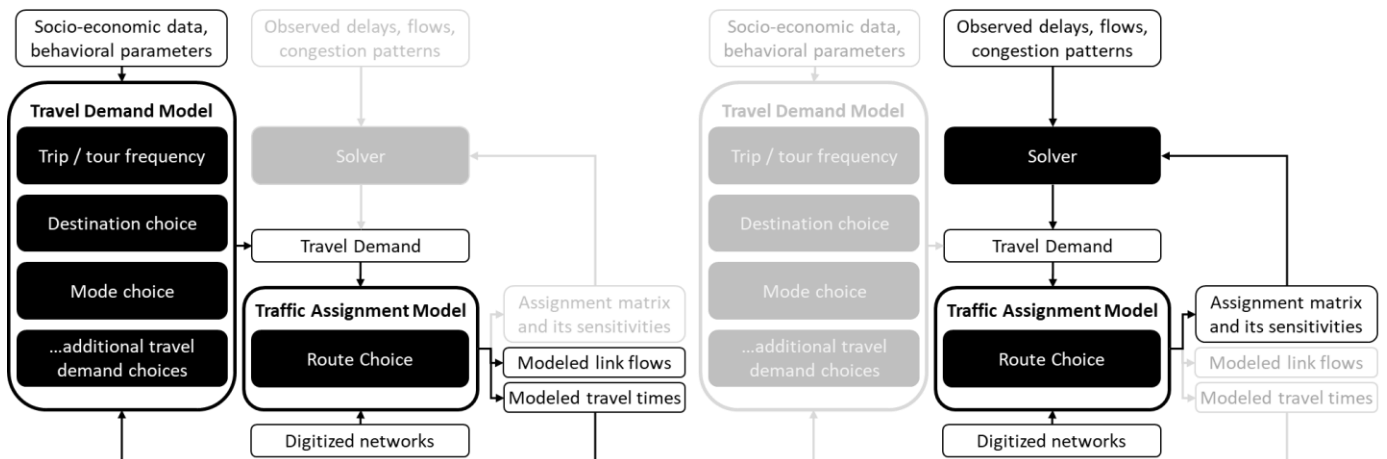 Socio-economic data,
behavioral parameters
Observed delays, flows,
congestion patterns
Travel Demand Model
Trip / tour frequency
Destination choice
Mode choice
...additional travel
demand choices
Solver
Travel Demand
Traffic Assignment Model
Route Choice
Assignment matrix
and its sensitivities
Modeled link flows
Modeled travel times
Digitized networks
Socio-economic data,
behavioral parameters
Observed delays, flows,
congestion patterns
Travel Demand Model
Trip / tour frequency
Destination choice
Mode choice
...additional travel
demand choices
Solver
Travel Demand
Traffic Assignment Model
Route Choice
Assignment matrix
and its sensitivities
Modeled link flows
Modeled travel times
Digitized networks